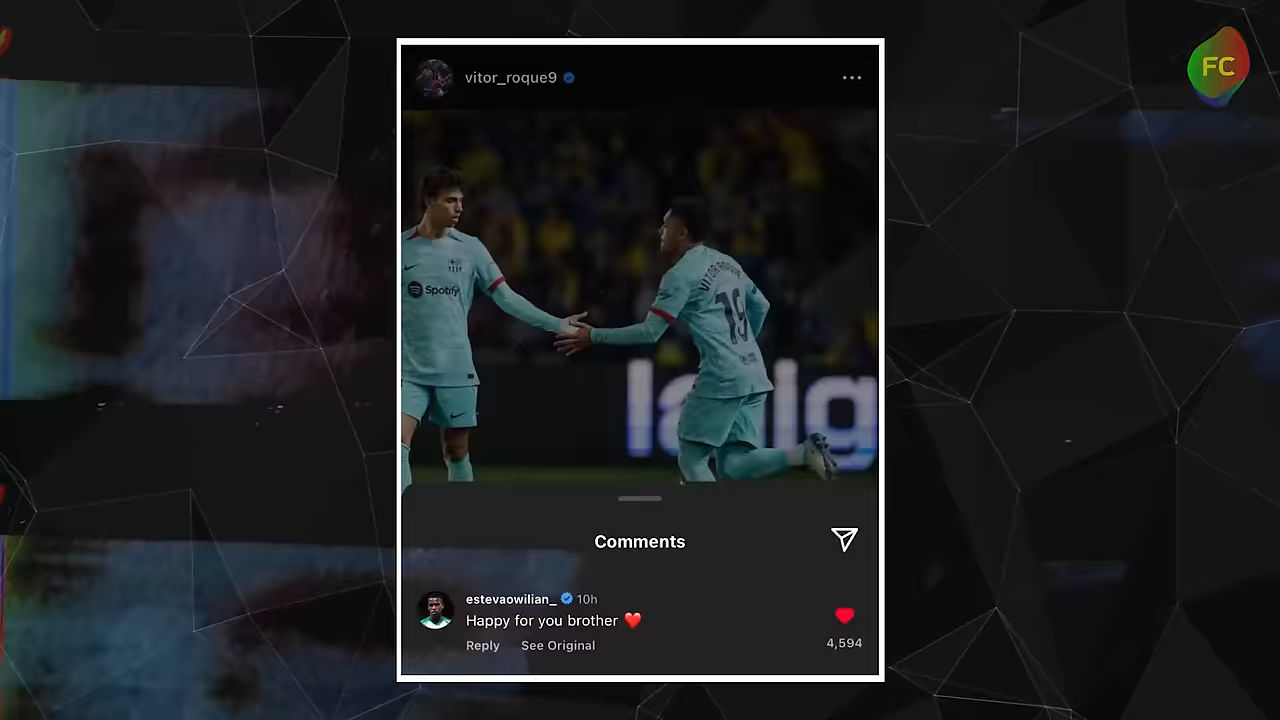 FC
vitor_roque9
Spotify
VITOR ROQUE
19
laliga
Comments
estevaowilian_ 10h
Happy for you brother ❤️
Reply See Original
4,594